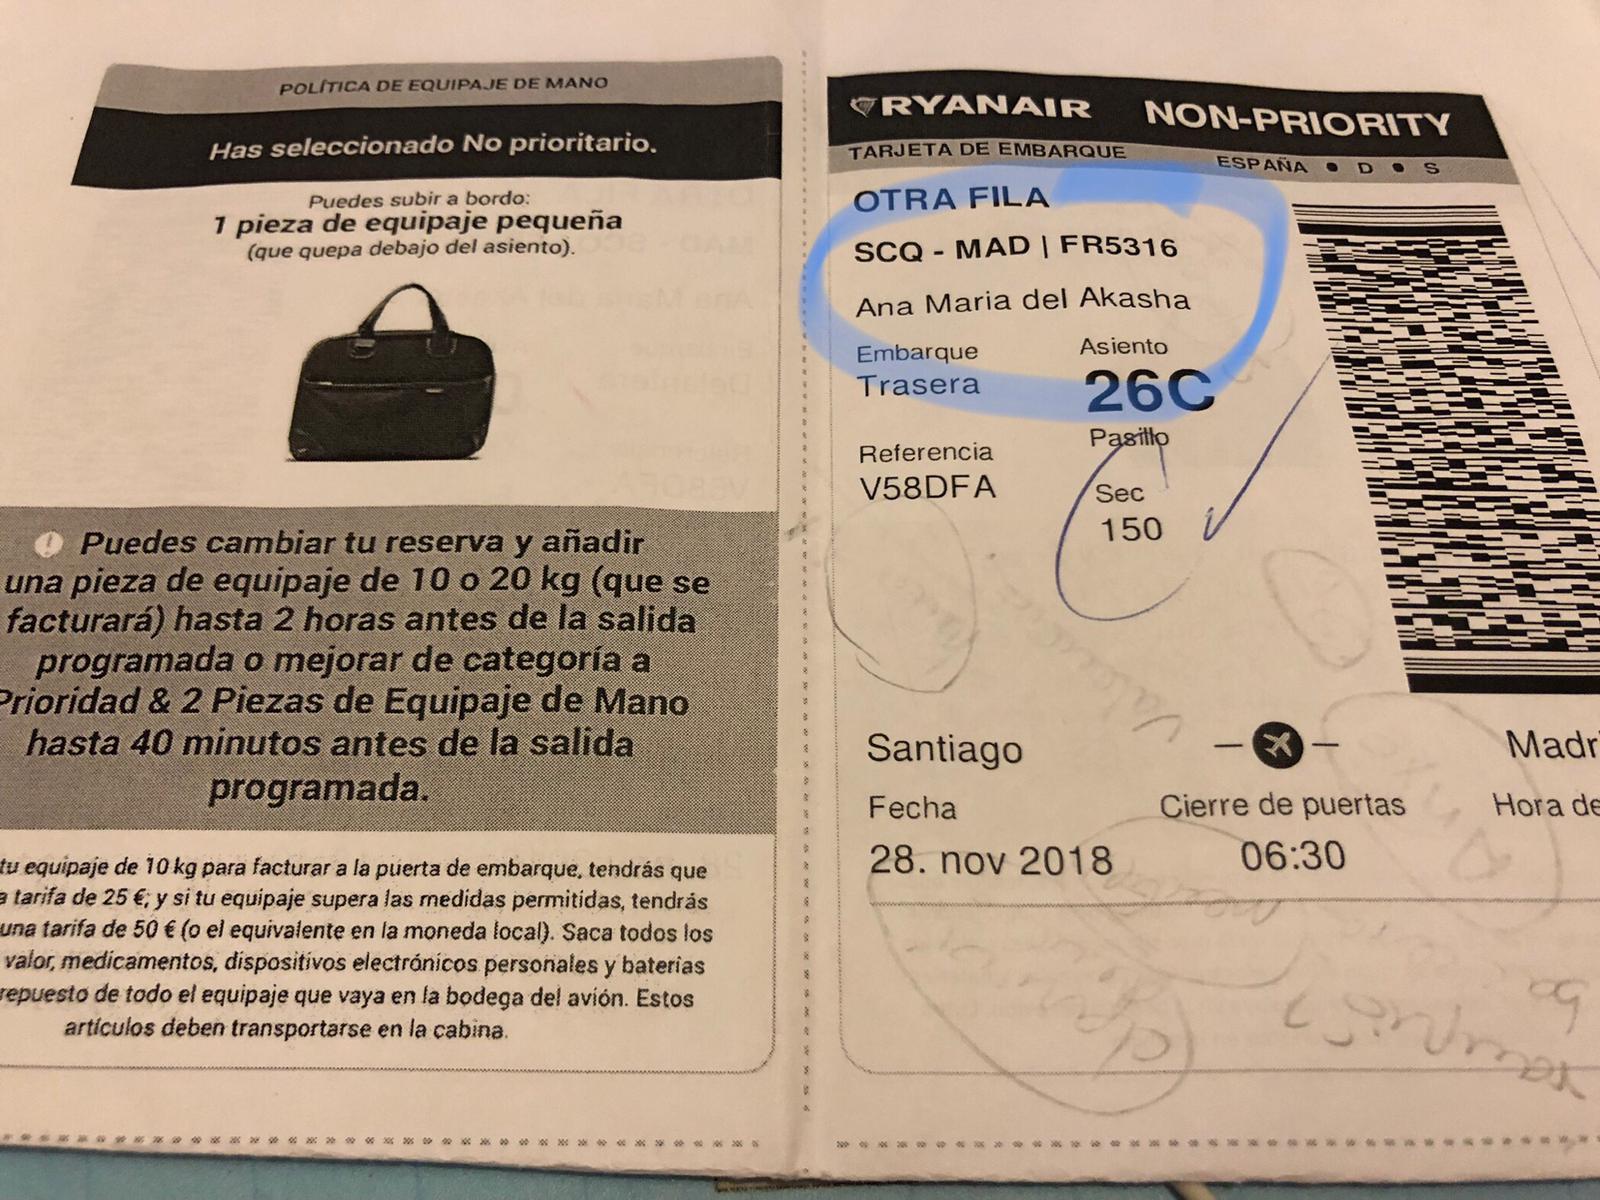 POLÍTICA DE EQUIPAJE DE MANO
Has seleccionado No prioritario.
Puedes subir a bordo:
1 pieza de equipaje pequeña
(que quepa debajo del asiento).
Puedes cambiar tu reserva y añadir
una pieza de equipaje de 10 o 20 kg (que se
facturará) hasta 2 horas antes de la salida
programada o mejorar de categoría a
Prioridad & 2 Piezas de Equipaje de Mano
hasta 40 minutos antes de la salida
programada.
tu equipaje de 10 kg para facturar a la puerta de embarque, tendrás que
a tarifa de 25 €; y si tu equipaje supera las medidas permitidas, tendrás
una tarifa de 50 € (o el equivalente en la moneda local). Saca todos los
valor, medicamentos, dispositivos electrónicos personales y baterías
repuesto de todo el equipaje que vaya en la bodega del avión. Estos
artículos deben transportarse en la cabina.
RYANAIR NON-PRIORITY
TARJETA DE EMBARQUE ESPAÑA ● D ● S
OTRA FILA
SCQ - MAD | FR5316
Ana Maria del Akasha
Embarque Asiento
Trasera 26C
Pasillo
Referencia
V58DFA
Sec
150
Santiago Madr
Fecha Cierre de puertas Hora de
28. nov 2018 06:30